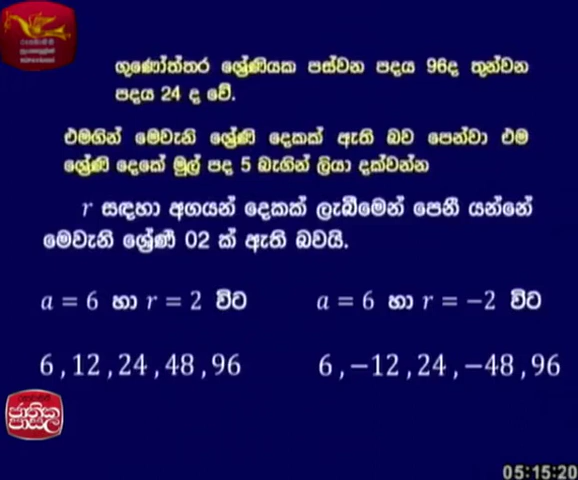 ගුණෝත්තර ශ්‍රේණියක පස්වන පදය 96ද තුන්වන
පදය 24 ද වේ.
එමගින් මෙවැනි ශ්‍රේණි දෙකක් ඇති බව පෙන්වා එම
ශ්‍රේණි දෙකේ මුල් පද 5 බැගින් ලියා දක්වන්න
r සඳහා අගයන් දෙකක් ලැබීමෙන් පෙනී යන්නේ
මෙවැනි ශ්‍රේණී 02 ක් ඇති බවයි.
a = 6 හා r = 2 විට
a = 6 හා r = −2 විට
6 , 12 , 24 , 48 , 96
6 , −12 , 24 , −48 , 96
ජාතික
පාසල
05:15:20